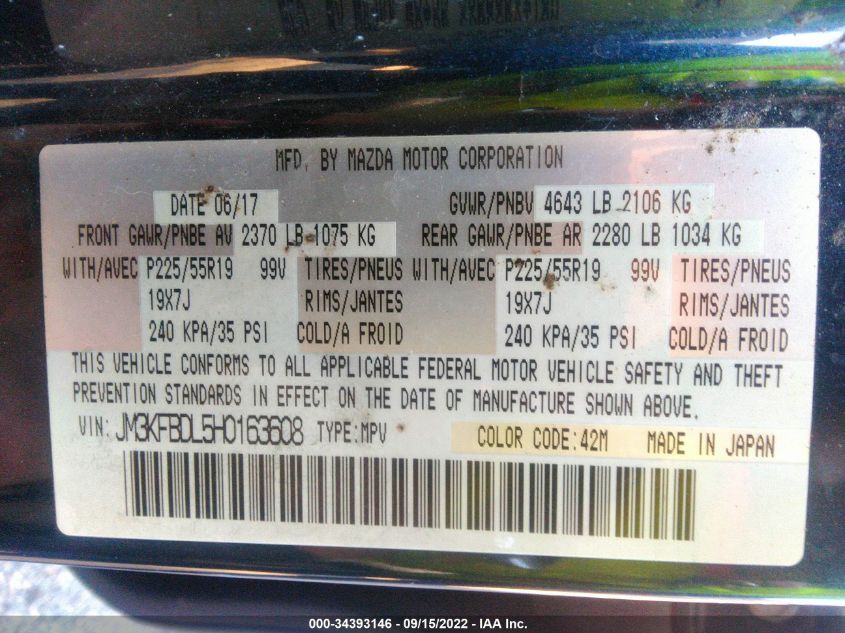 MFD. BY MAZDA MOTOR CORPORATION
DATE 06/17 GVWR/PNBV 4643 LB 2106 KG
FRONT GAWR/PNBE AV 2370 LB 1075 KG REAR GAWR/PNBE AR 2280 LB 1034 KG
WITH/AVEC P225/55R19 99V TIRES/PNEUS WITH/AVEC P225/55R19 99V TIRES/PNEUS
19X7J RIMS/JANTES 19X7J RIMS/JANTES
240 KPA/35 PSI COLD/A FROID 240 KPA/35 PSI COLD/A FROID
THIS VEHICLE CONFORMS TO ALL APPLICABLE FEDERAL MOTOR VEHICLE SAFETY AND THEFT
PREVENTION STANDARDS IN EFFECT ON THE DATE OF MANUFACTURE SHOWN ABOVE.
VIN: JM3KFBDL5H0163608 TYPE:MPV COLOR CODE:42M MADE IN JAPAN
000-34393146 - 09/15/2022 - IAA Inc.